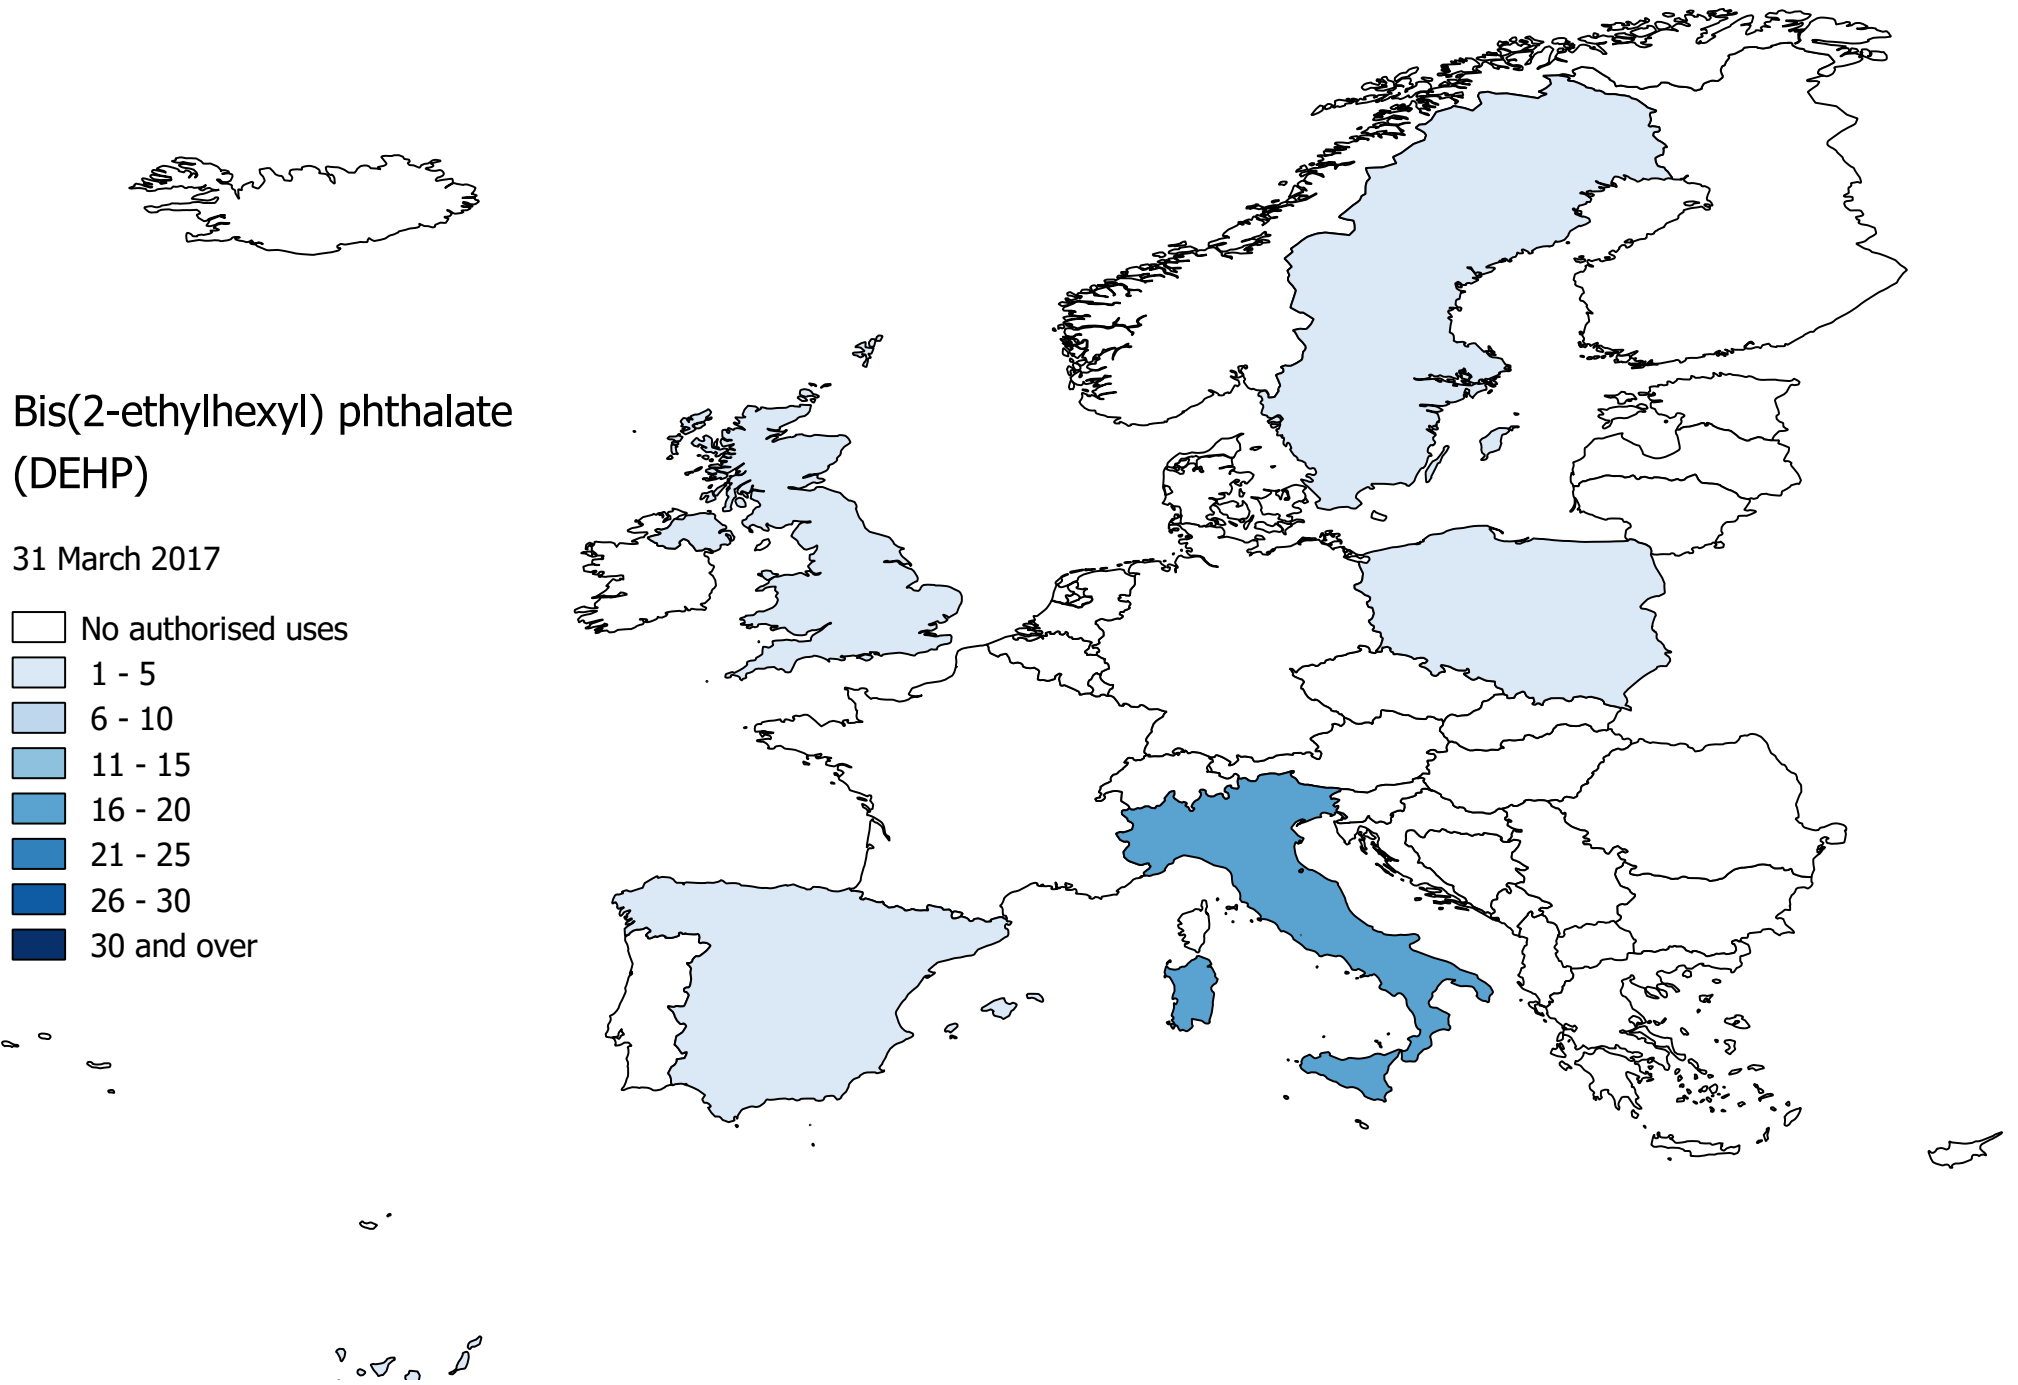 Bis(2-ethylhexyl) phthalate
(DEHP)
31 March 2017
No authorised uses
1 - 5
6 - 10
11 - 15
16 - 20
21 - 25
26 - 30
30 and over